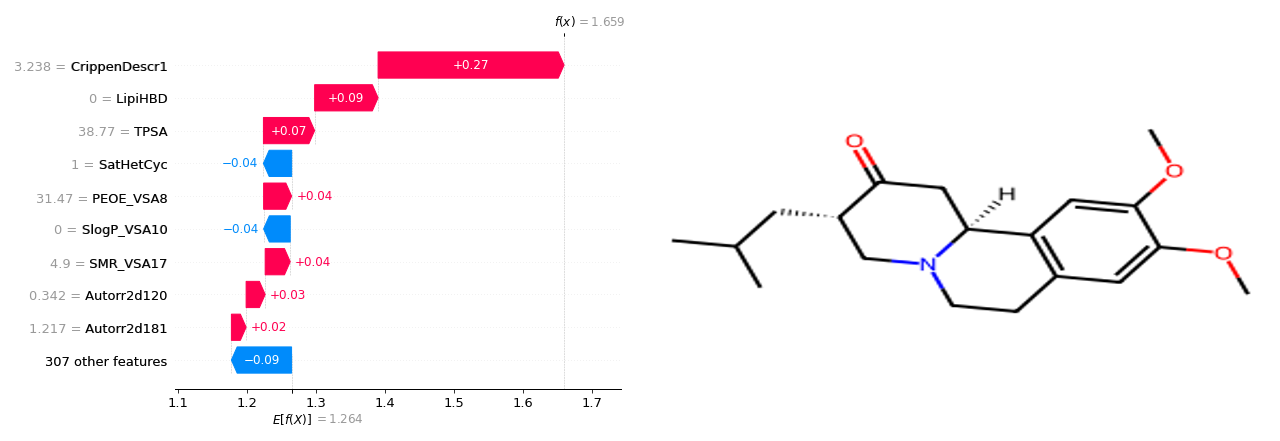 f(x) = 1.659
3.238 = CrippenDescr1
+0.27
0 = LipiHBD
+0.09
38.77 = TPSA
+0.07
1 = SatHetCyc
−0.04
31.47 = PEOE_VSA8
+0.04
0 = SlogP_VSA10
−0.04
4.9 = SMR_VSA17
+0.04
0.342 = Autorr2d120
+0.03
1.217 = Autorr2d181
+0.02
307 other features
−0.09
1.1 1.2 1.3 1.4 1.5 1.6 1.7
E[f(X)] = 1.264
O
H
O
N
O